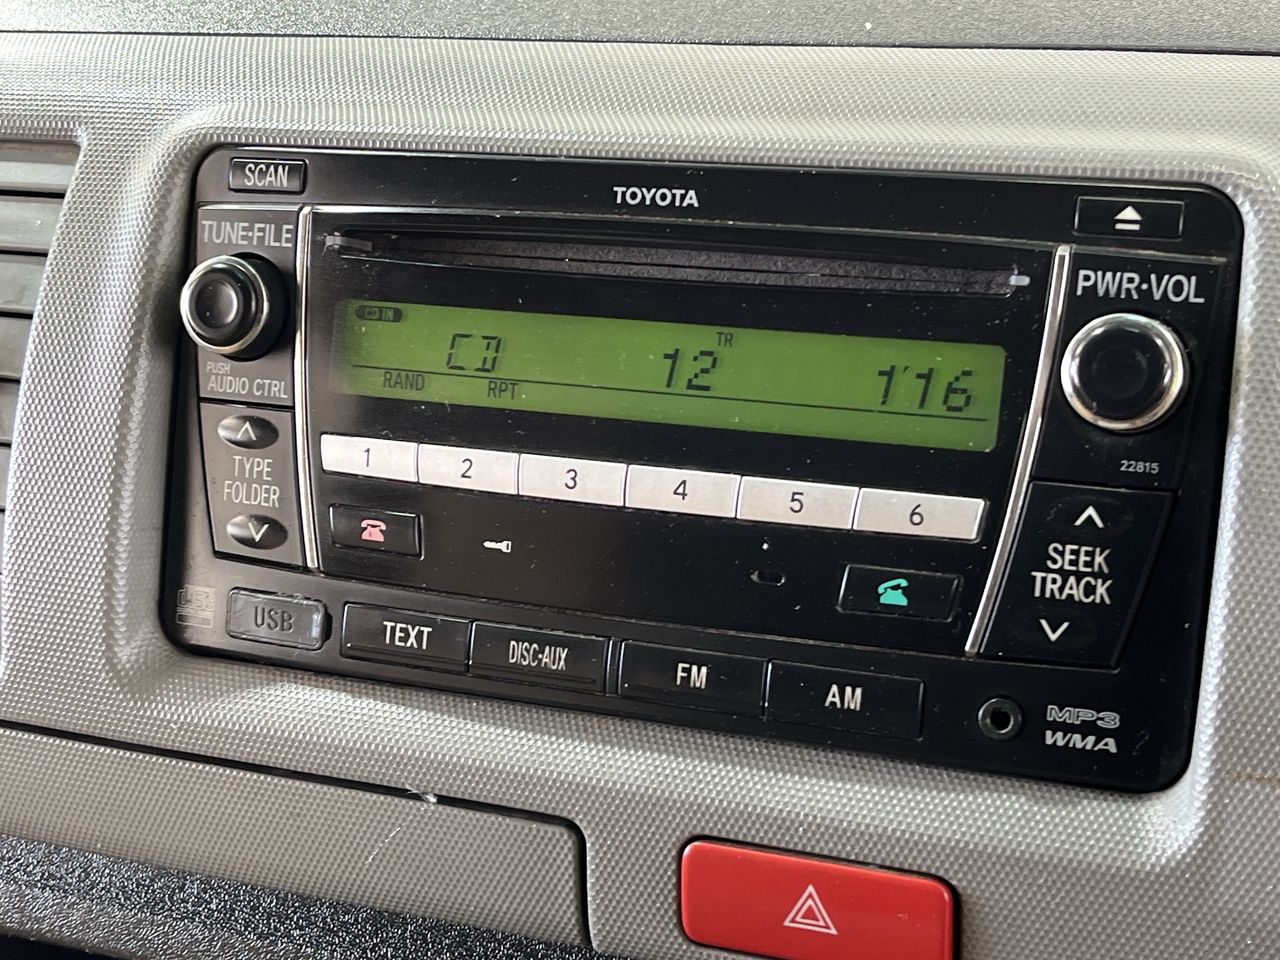 SCAN
TOYOTA
TUNE•FILE
PWR•VOL
CD IN
CD
12
TR
1'16
RAND
RPT
PUSH
AUDIO CTRL
22815
TYPE
FOLDER
1
2
3
4
5
6
SEEK
TRACK
USB
TEXT
DISC•AUX
FM
AM
MP3
WMA